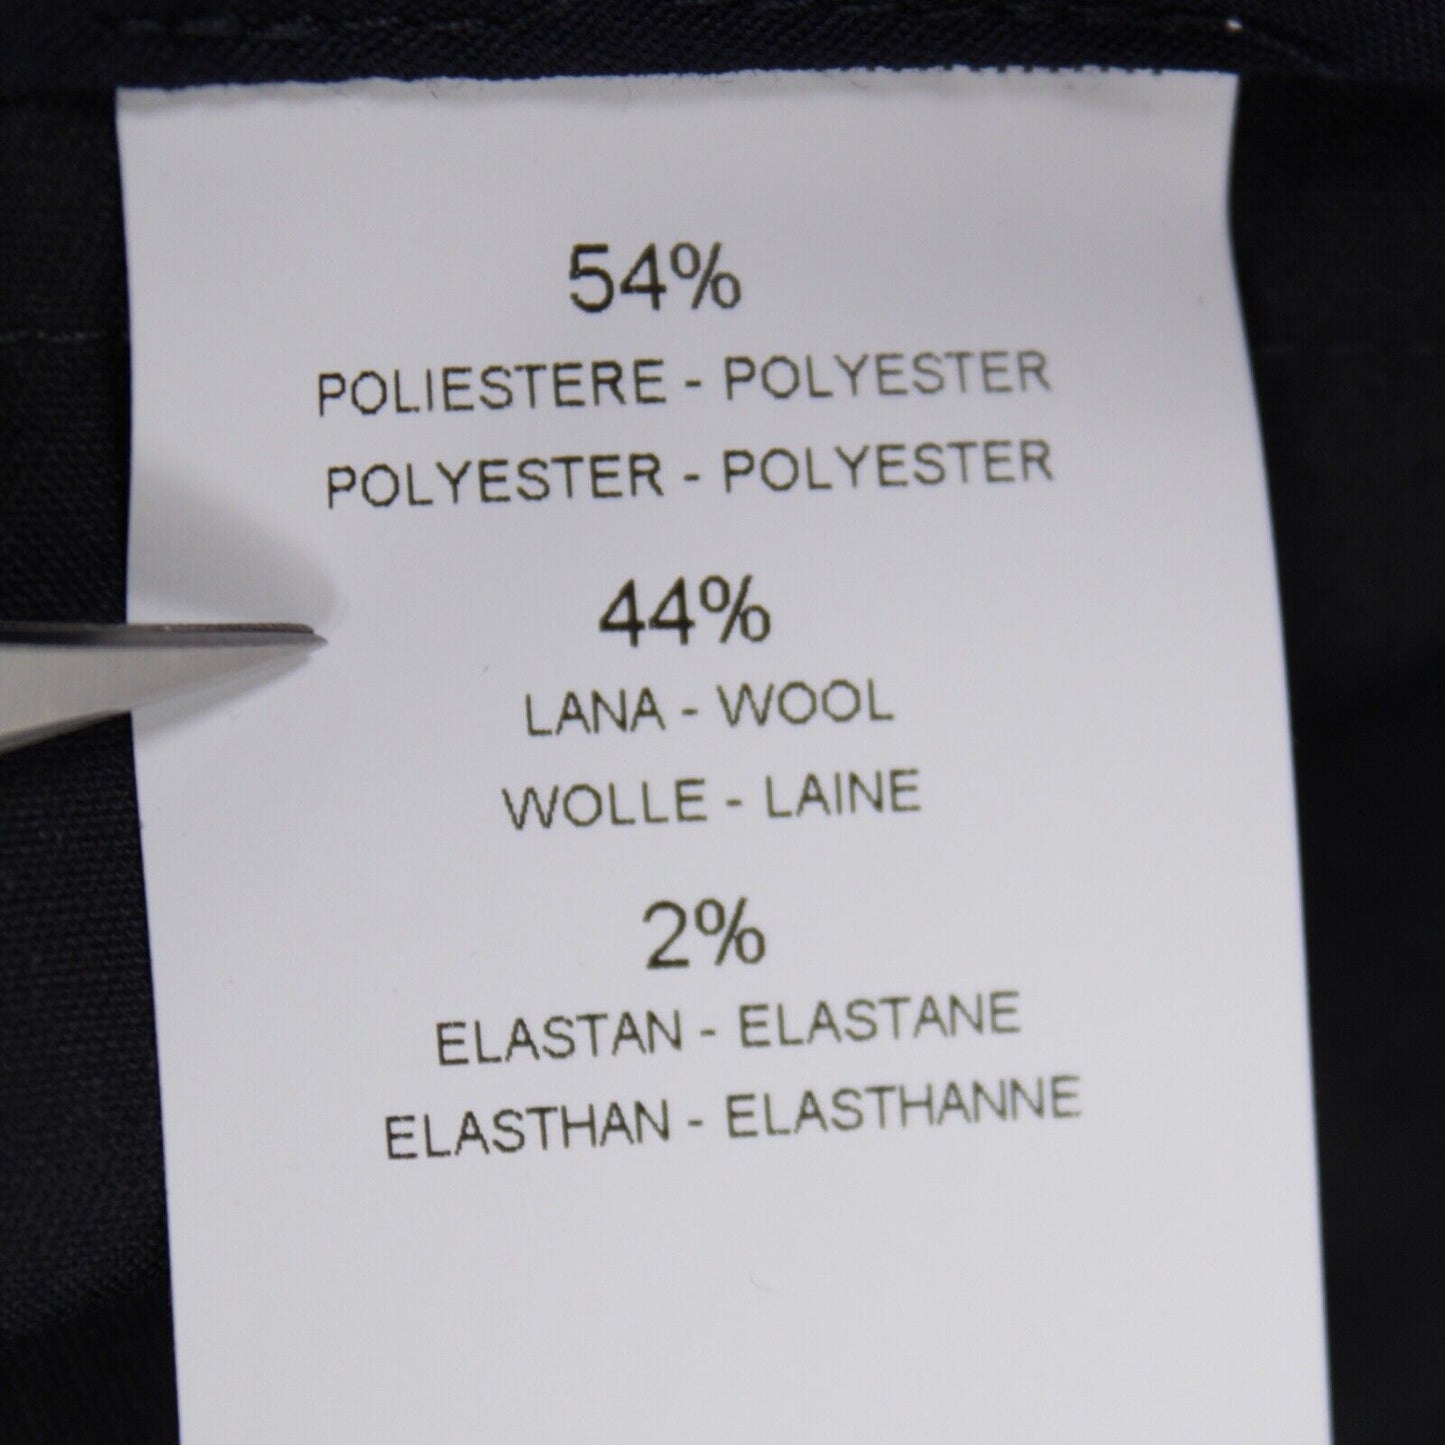 54%
POLIESTERE - POLYESTER
POLYESTER - POLYESTER
44%
LANA - WOOL
WOLLE - LAINE
2%
ELASTAN - ELASTANE
ELASTHAN - ELASTHANNE